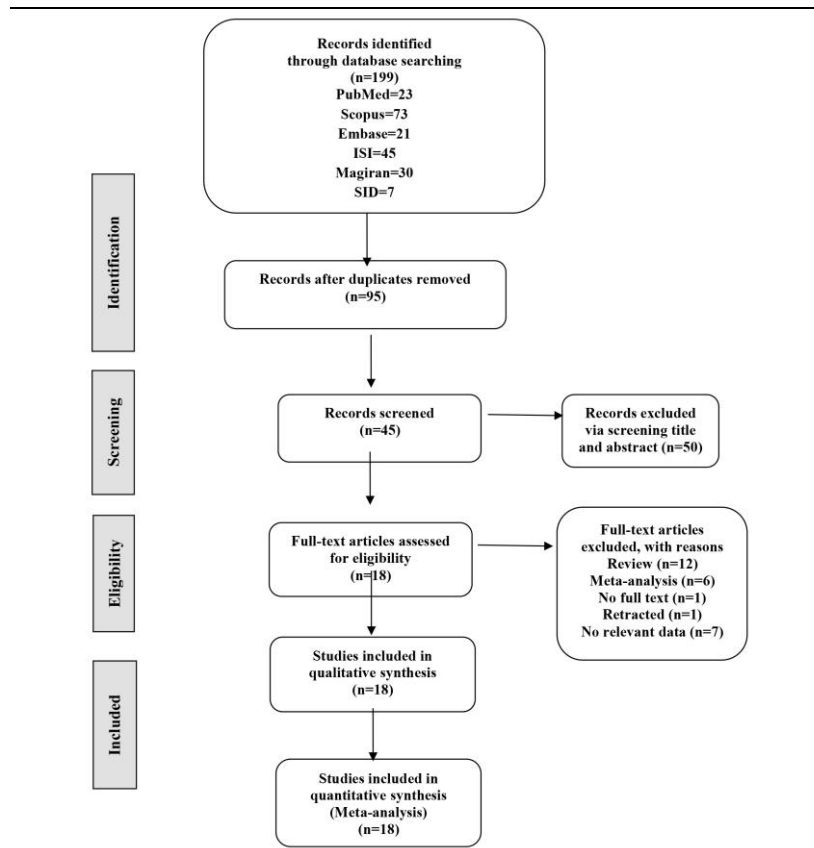 Records identified
through database searching
(n=199)
PubMed=23
Scopus=73
Embase=21
ISI=45
Magiran=30
SID=7
Identification
Records after duplicates removed
(n=95)
Screening
Records screened
(n=45)
Records excluded
via screening title
and abstract (n=50)
Eligibility
Full-text articles assessed
for eligibility
(n=18)
Full-text articles
excluded, with reasons
Review (n=12)
Meta-analysis (n=6)
No full text (n=1)
Retracted (n=1)
No relevant data (n=7)
Included
Studies included in
qualitative synthesis
(n=18)
Studies included in
quantitative synthesis
(Meta-analysis)
(n=18)